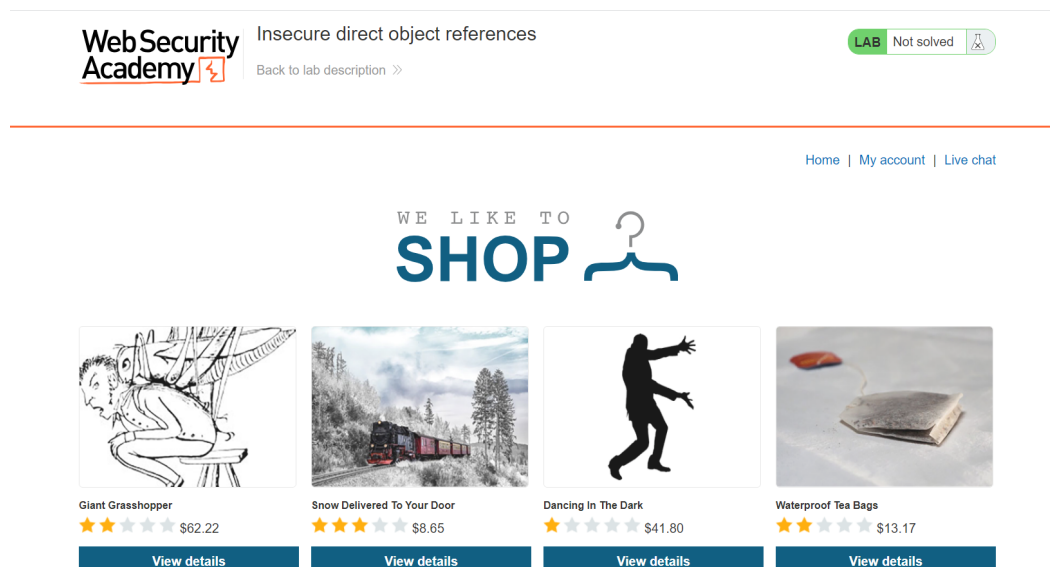 Web Security
Academy
Insecure direct object references
Back to lab description
LAB Not solved
Home | My account | Live chat
WE LIKE TO
SHOP
Giant Grasshopper
$62.22
View details
Snow Delivered To Your Door
$8.65
View details
Dancing In The Dark
$41.80
View details
Waterproof Tea Bags
$13.17
View details